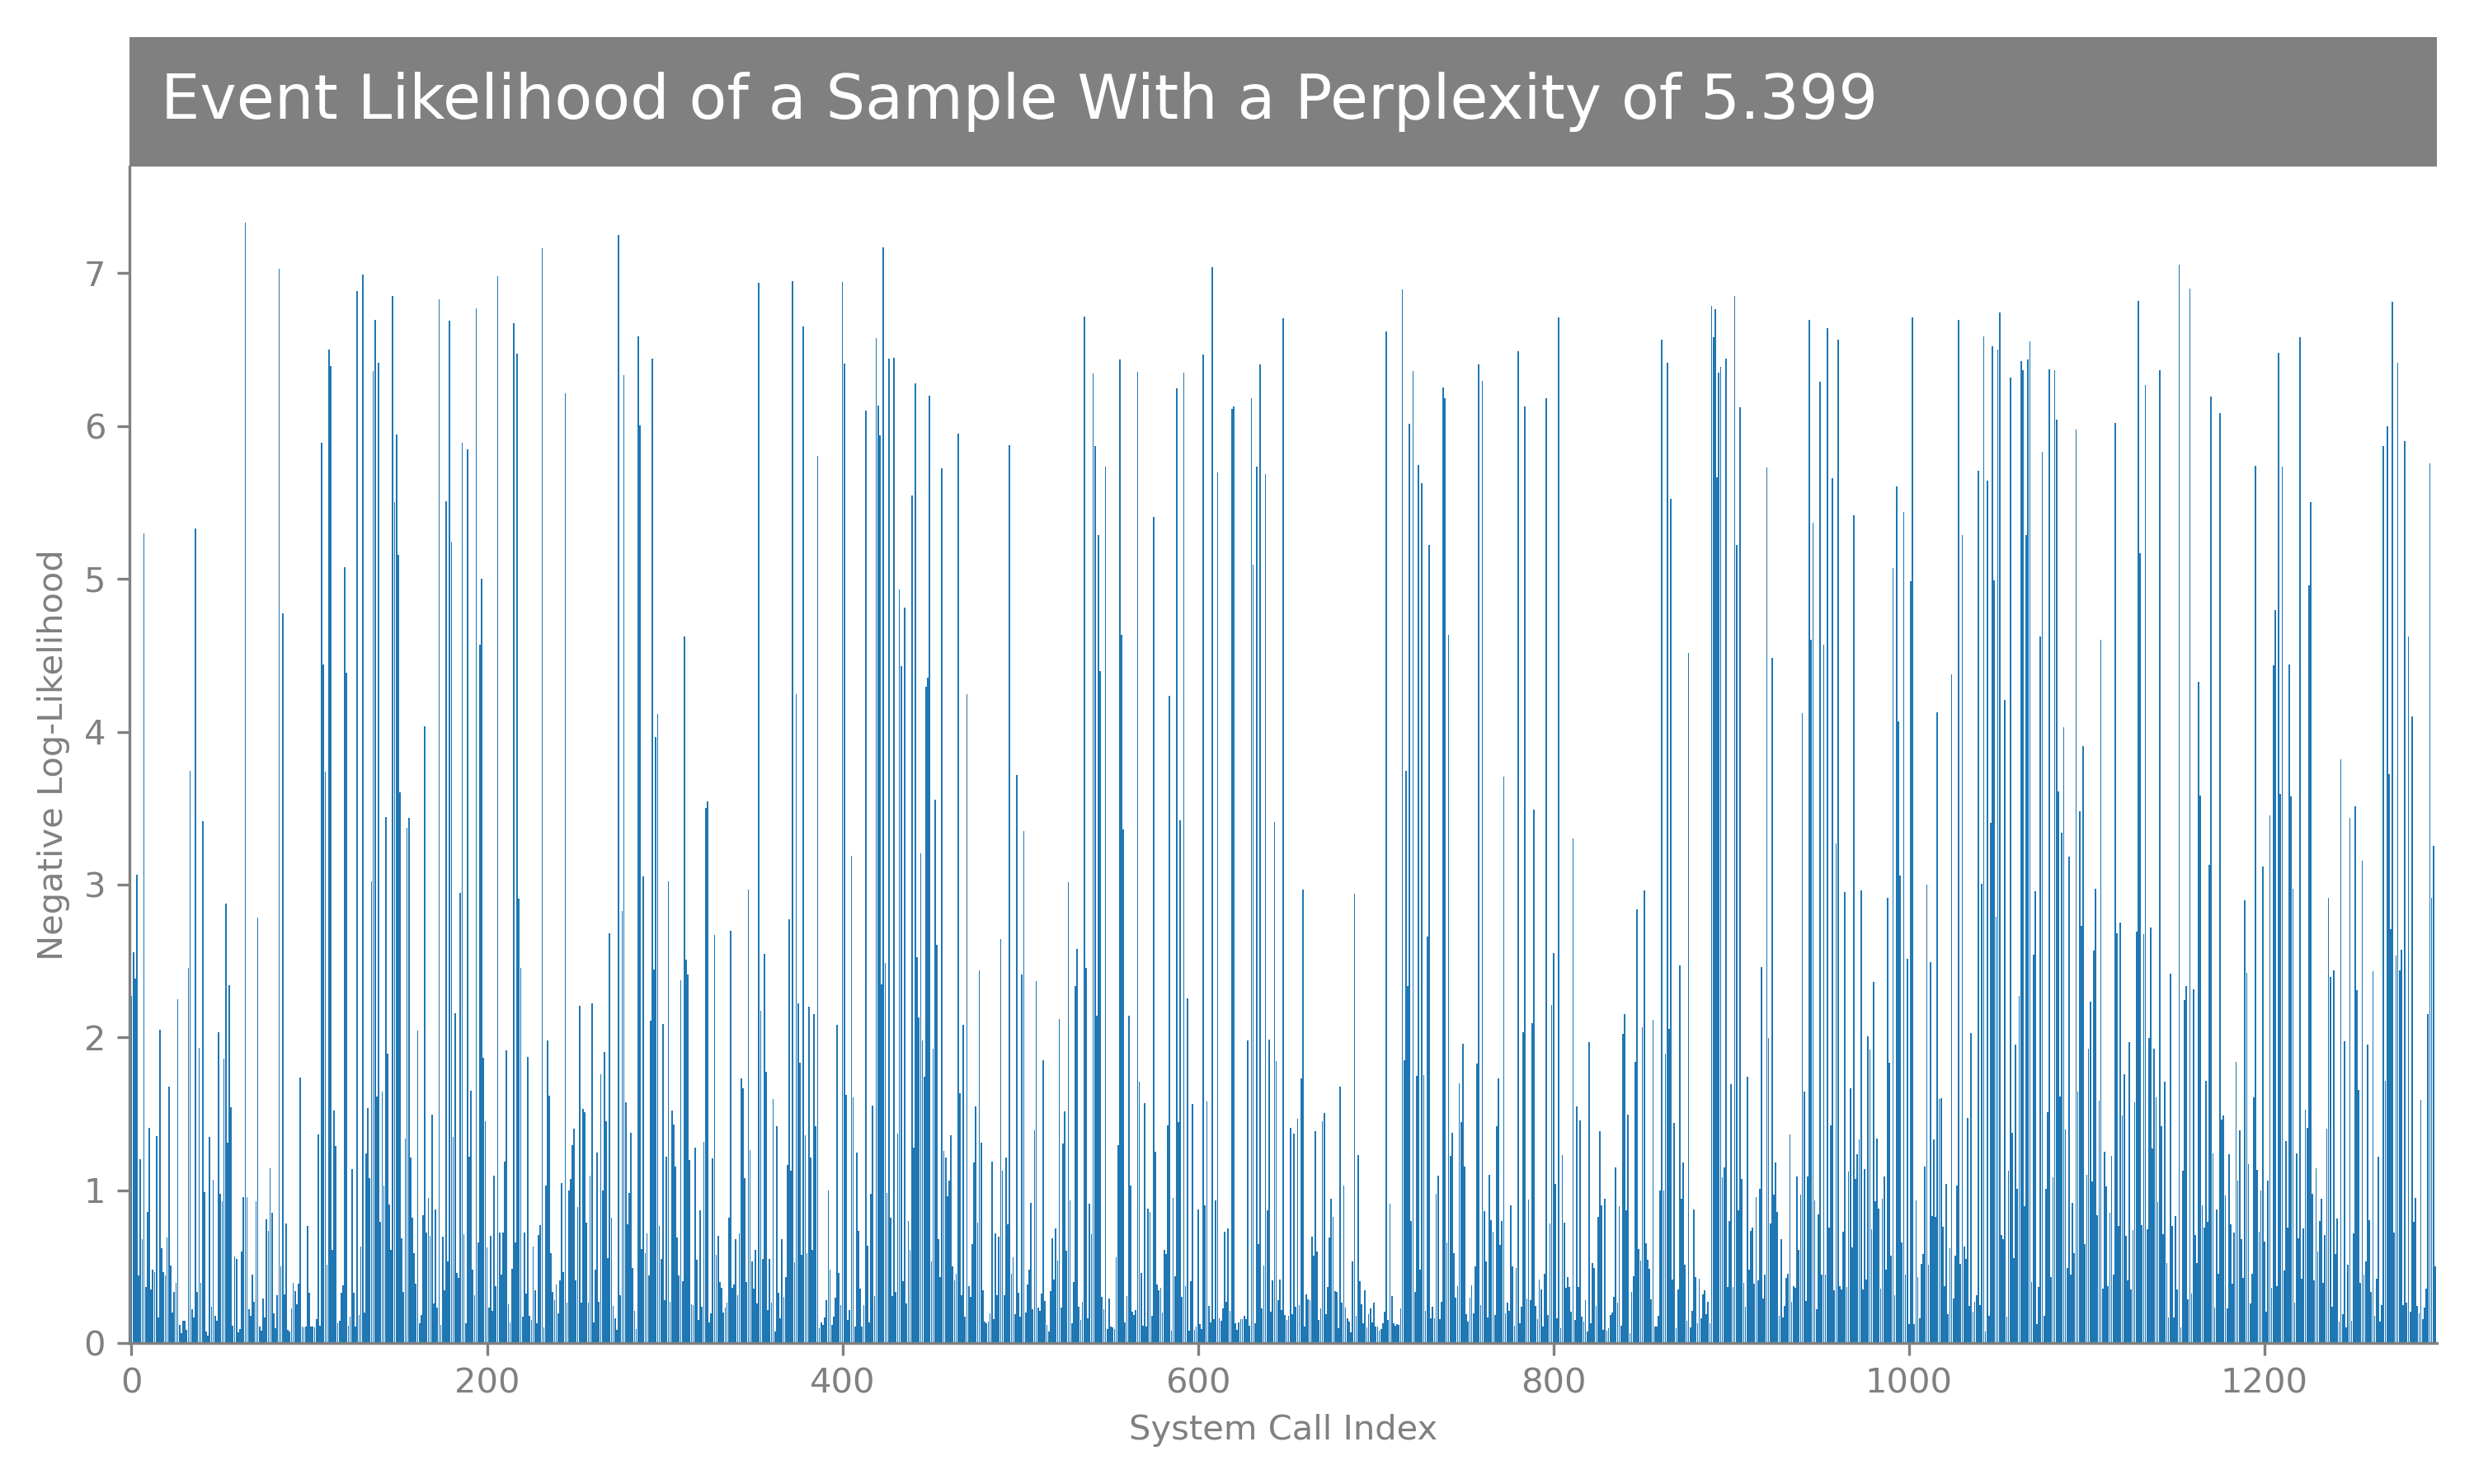 Event Likelihood of a Sample With a Perplexity of 5.399
Negative Log-Likelihood
7
6
5
4
3
2
1
0
0 200 400 600 800 1000 1200
System Call Index